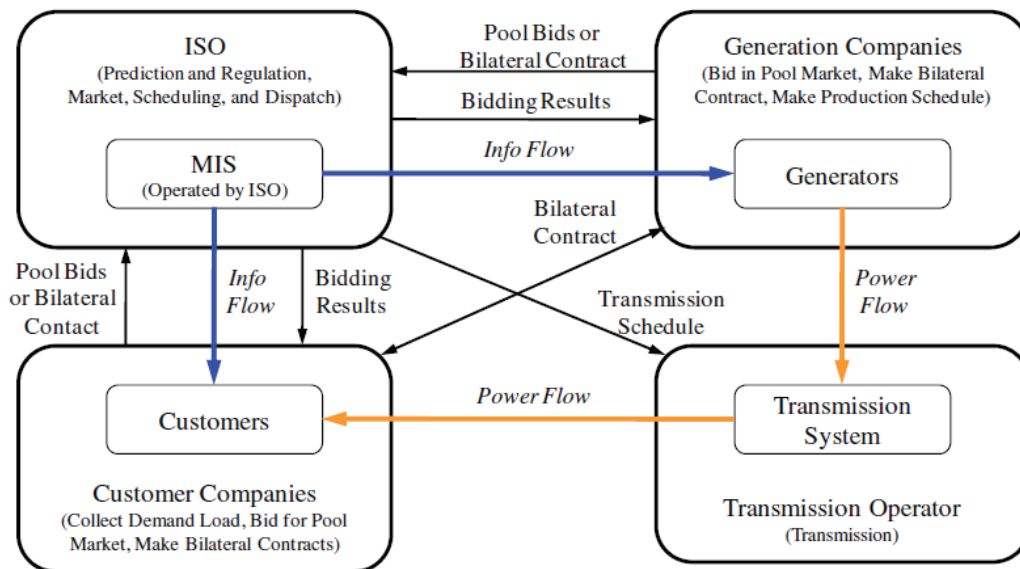 ISO
(Prediction and Regulation,
Market, Scheduling, and Dispatch)
MIS
(Operated by ISO)
Pool Bids or
Bilateral Contract
Bidding Results
Info Flow
Generation Companies
(Bid in Pool Market, Make Bilateral
Contract, Make Production Schedule)
Generators
Bilateral
Contract
Pool Bids
or Bilateral
Contact
Info
Flow
Bidding
Results
Transmission
Schedule
Power
Flow
Customers
Customer Companies
(Collect Demand Load, Bid for Pool
Market, Make Bilateral Contracts)
Power Flow
Transmission
System
Transmission Operator
(Transmission)